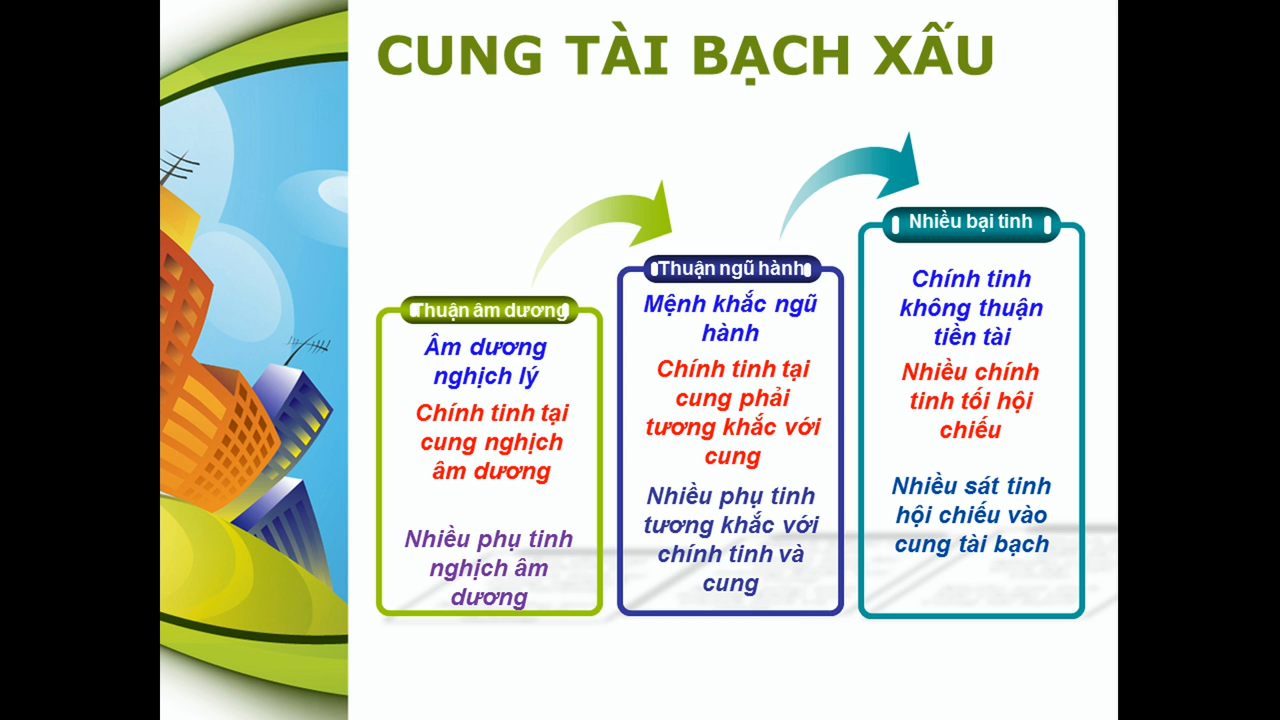 CUNG TÀI BẠCH XẤU
Thuận âm dương
Âm dương
nghịch lý
Chính tinh tại
cung nghịch
âm dương
Nhiều phụ tinh
nghịch âm
dương
Thuận ngũ hành
Mệnh khắc ngũ
hành
Chính tinh tại
cung phải
tương khắc với
cung
Nhiều phụ tinh
tương khắc với
chính tinh và
cung
Nhiều bại tinh
Chính tinh
không thuận
tiền tài
Nhiều chính
tinh tối hội
chiếu
Nhiều sát tinh
hội chiếu vào
cung tài bạch